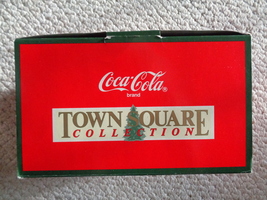 Coca-Cola®
brand
TOWN SQUARE
COLLECTION